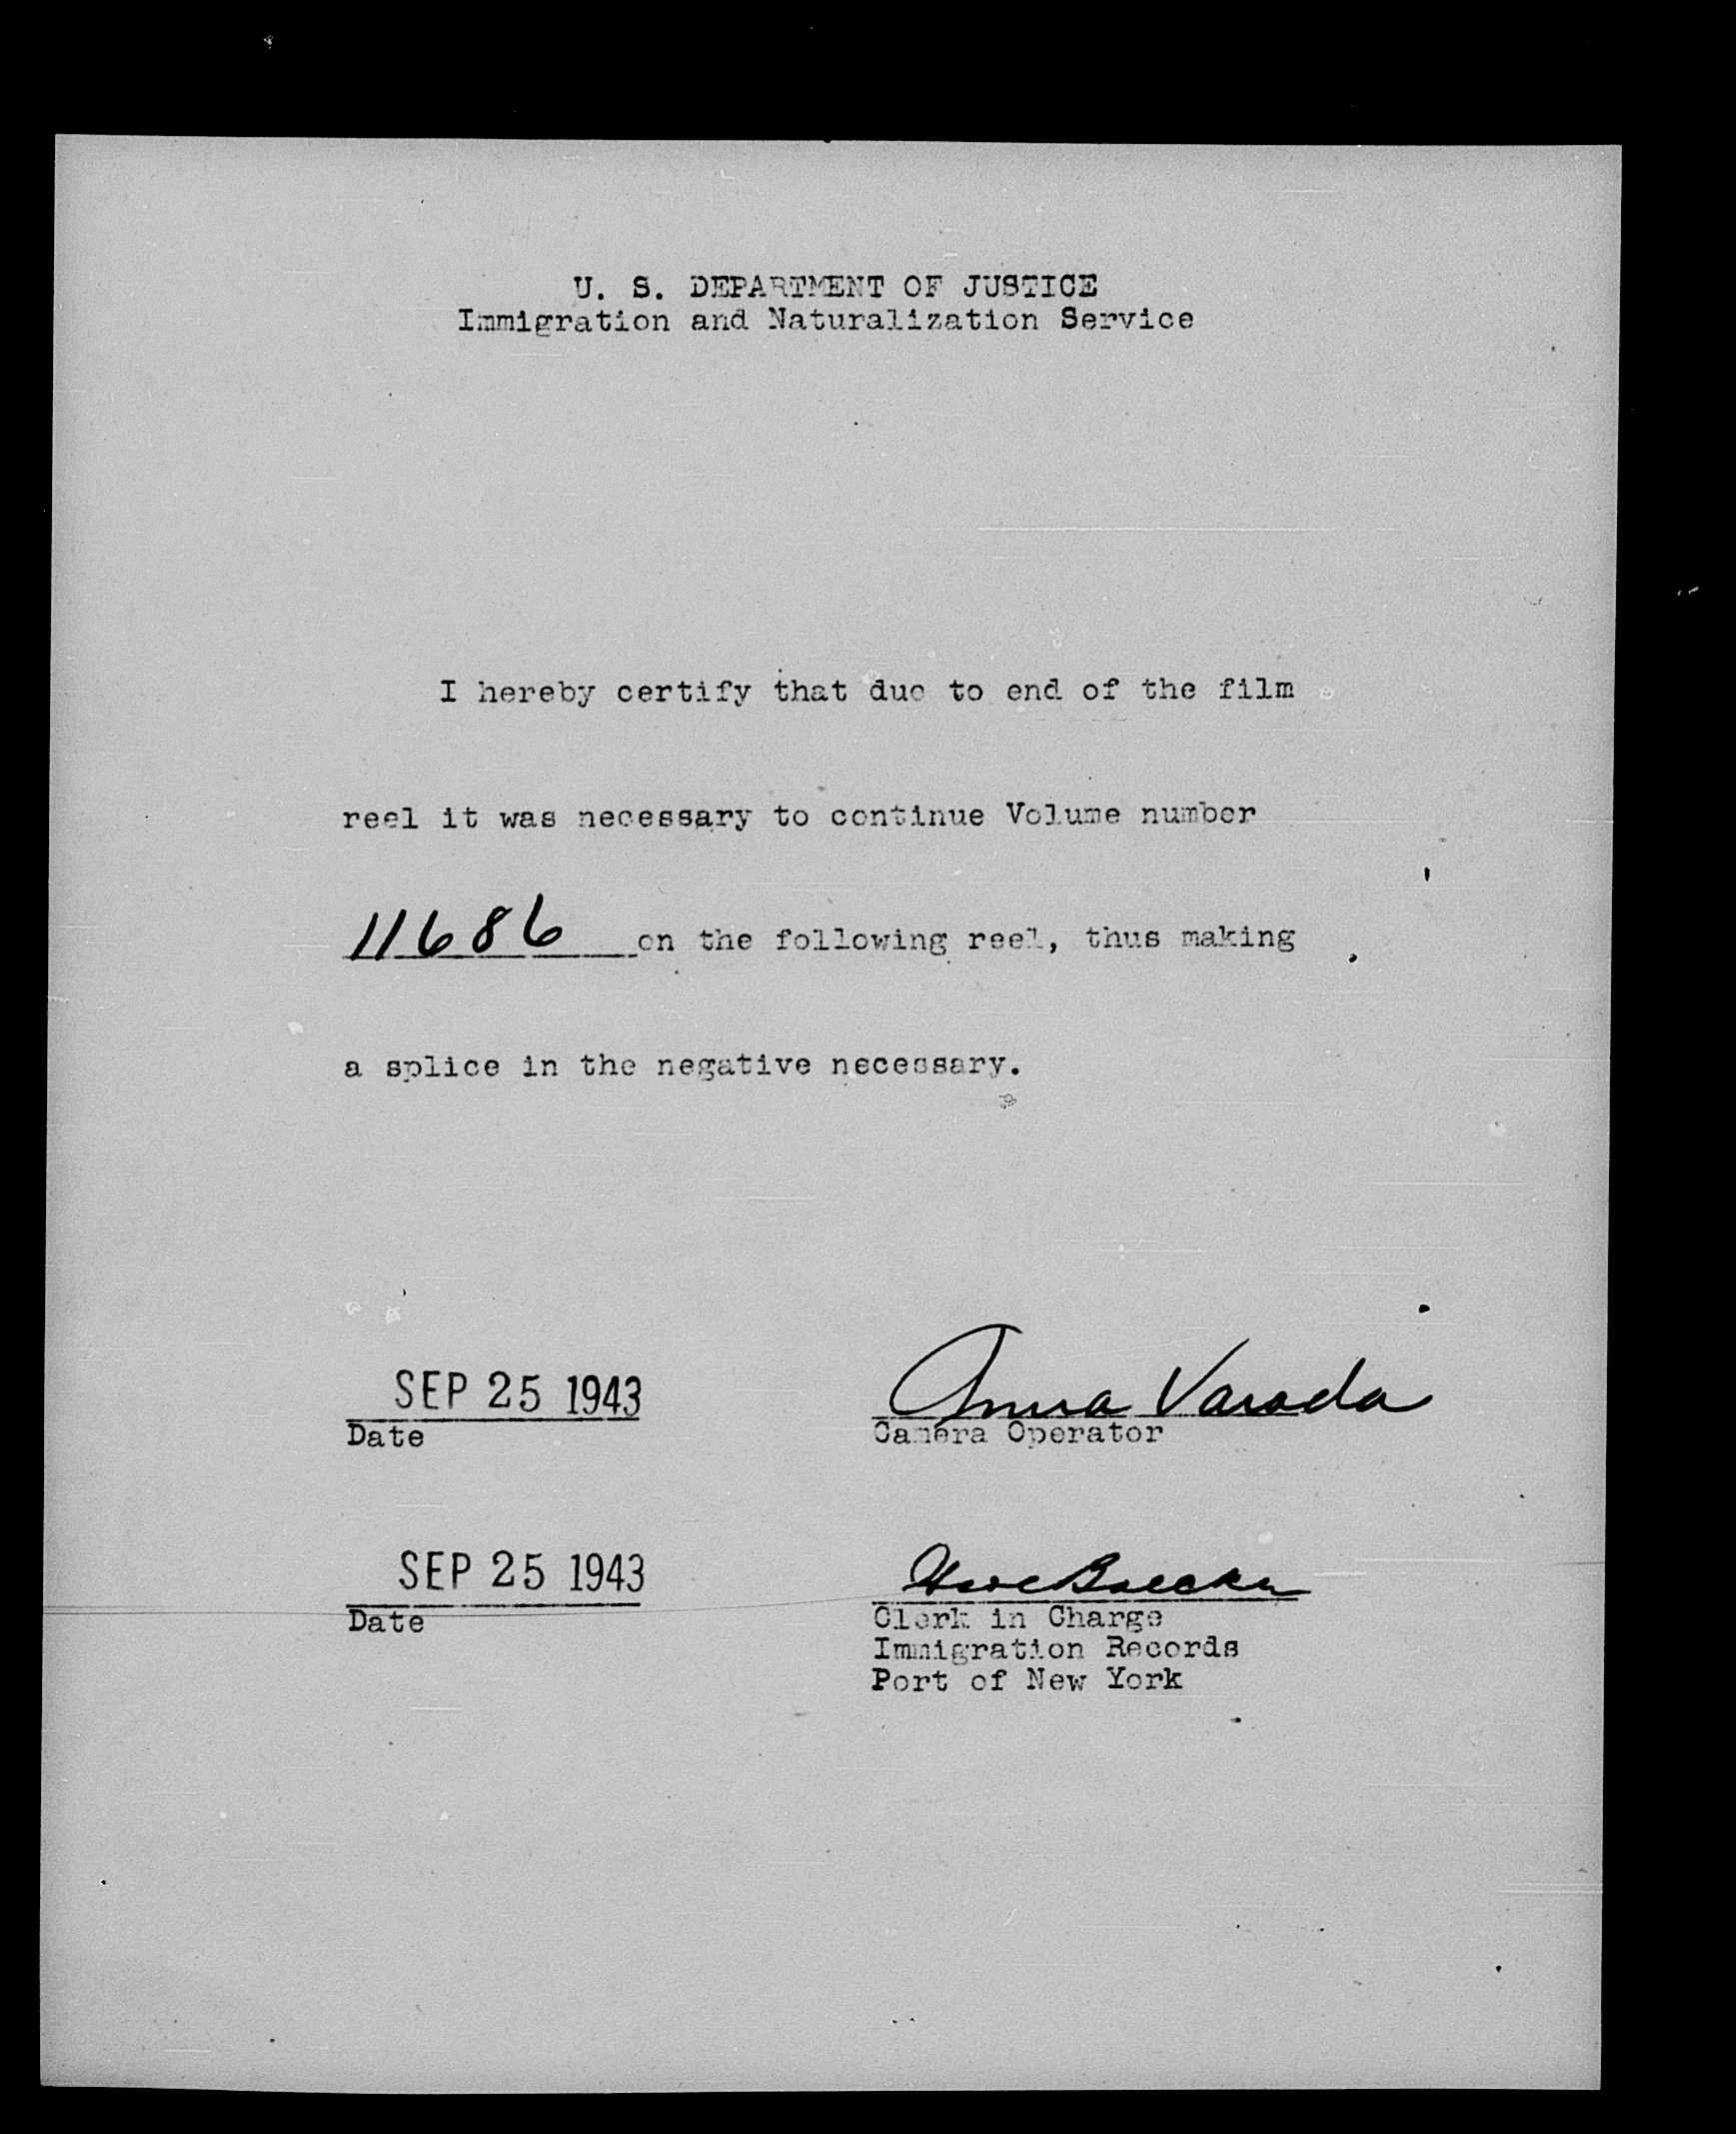 U. S. DEPARTMENT OF JUSTICE
Immigration and Naturalization Service
I hereby certify that due to end of the film
reel it was necessary to continue Volume number
11686 on the following reel, thus making
a splice in the negative necessary.
SEP 25 1943
Date
Anna Varada
Camera Operator
SEP 25 1943
Date
Clerk in Charge
Immigration Records
Port of New York